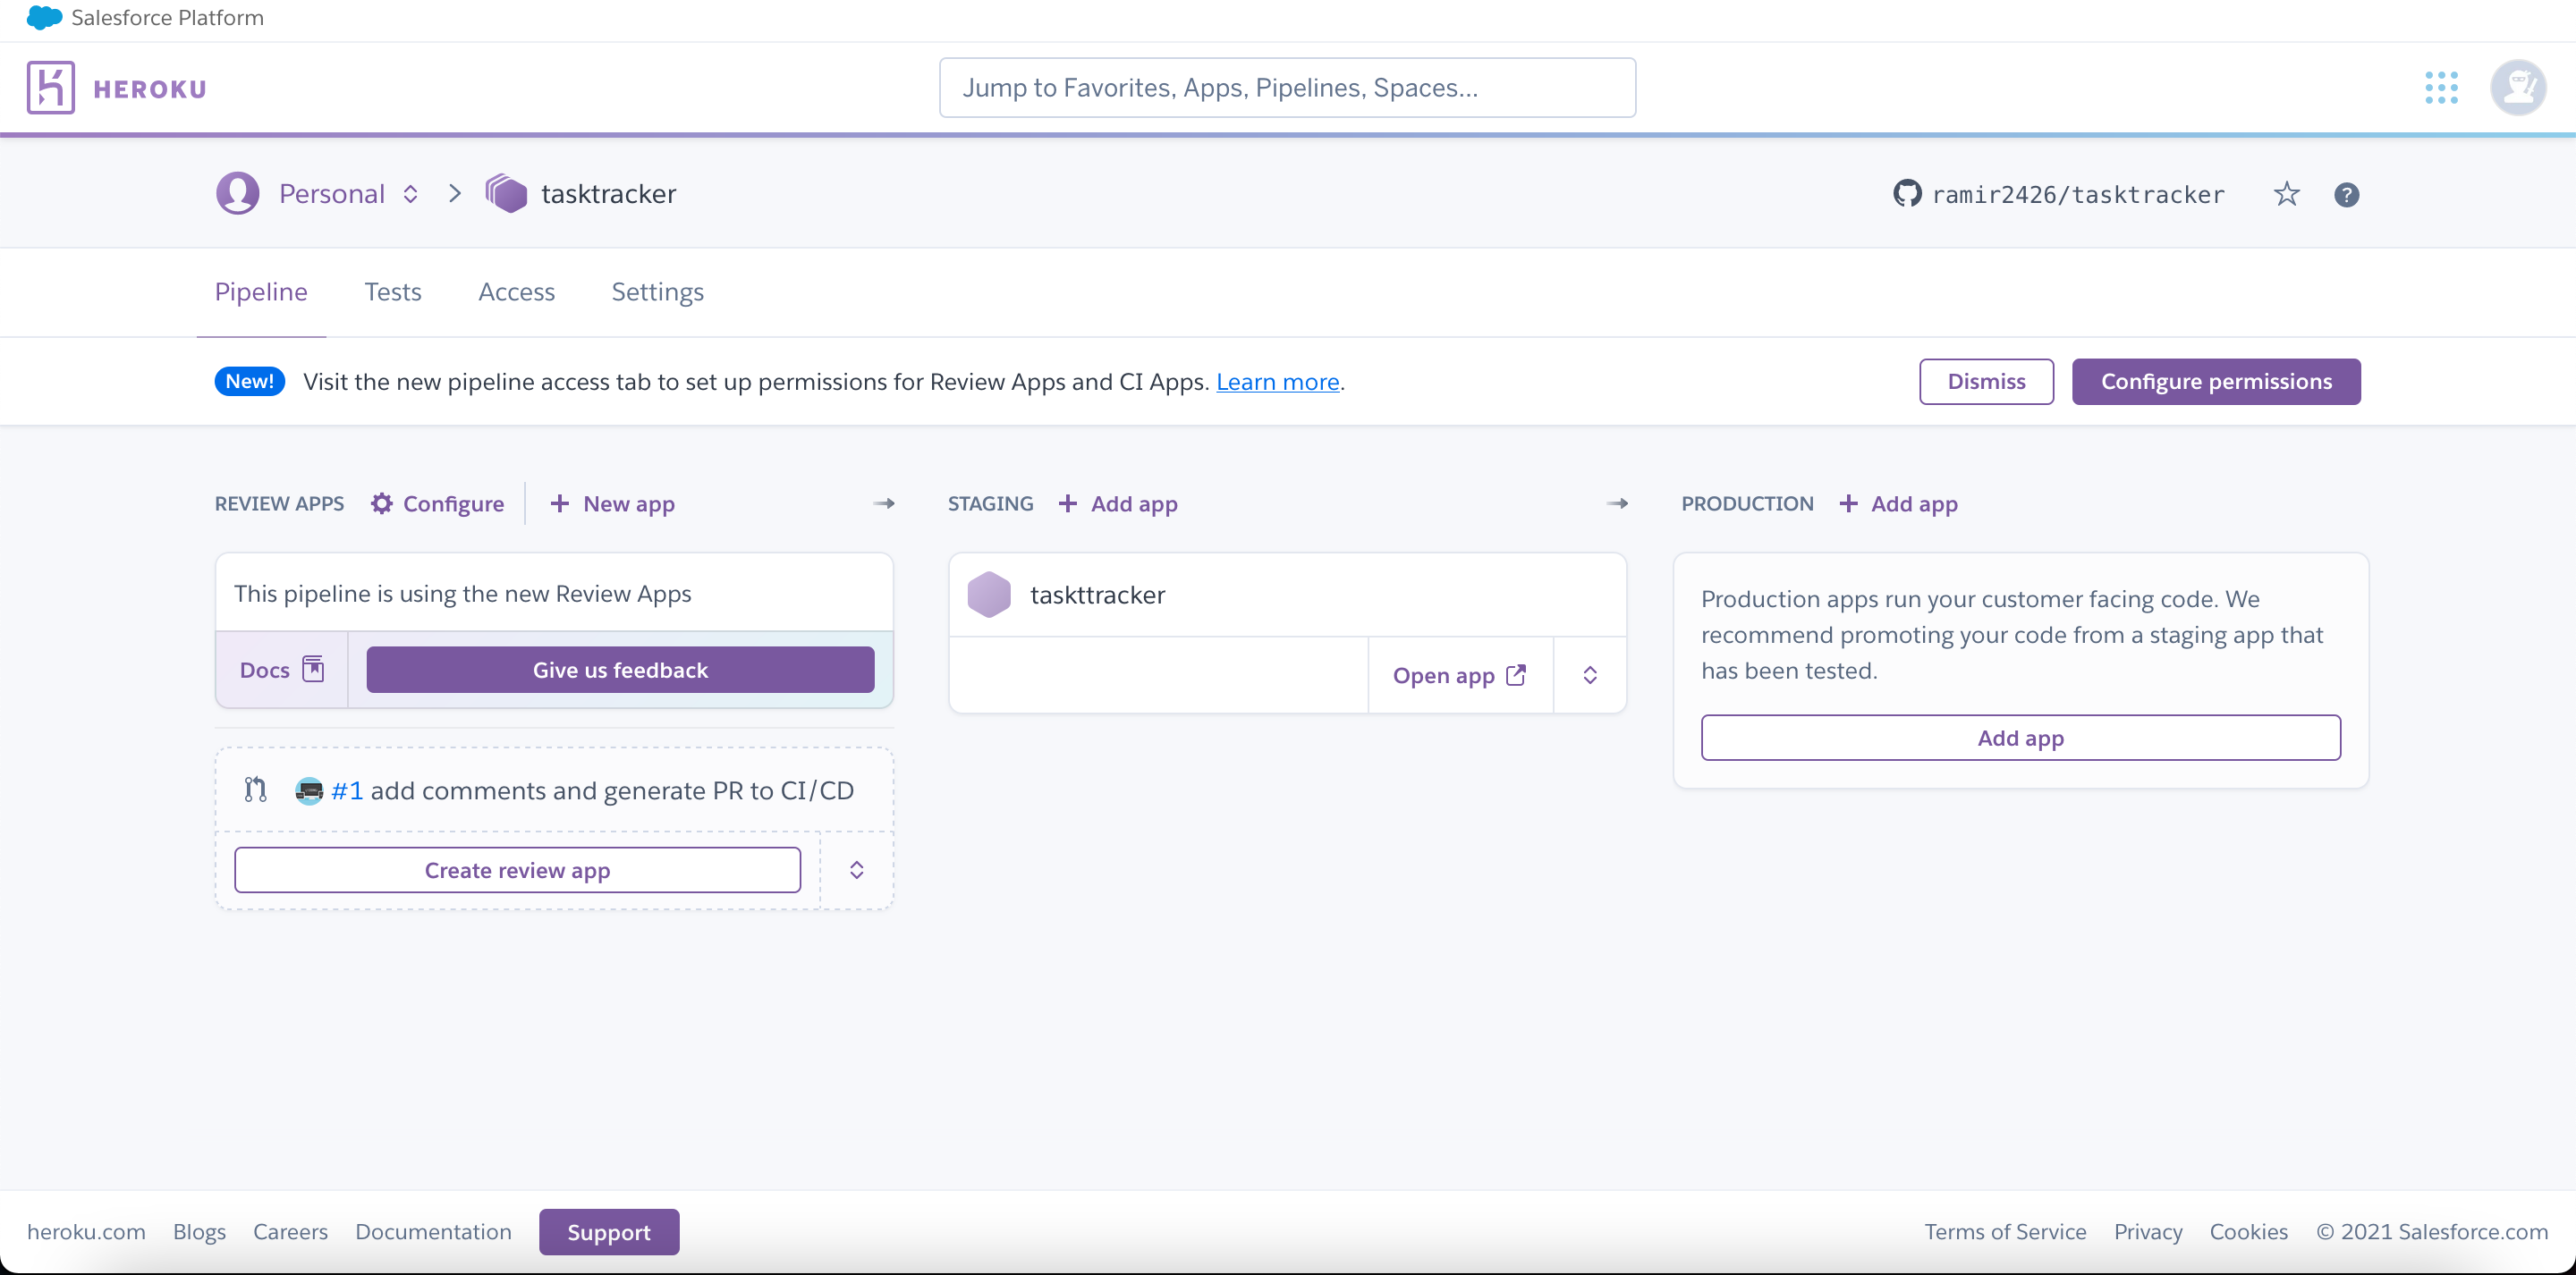 Salesforce Platform
HEROKU
Jump to Favorites, Apps, Pipelines, Spaces...
Personal
tasktracker
ramir2426/tasktracker
?
Pipeline
Tests
Access
Settings
New! Visit the new pipeline access tab to set up permissions for Review Apps and CI Apps. Learn more.
Dismiss
Configure permissions
REVIEW APPS
Configure
New app
This pipeline is using the new Review Apps
Docs
Give us feedback
#1 add comments and generate PR to CI/CD
Create review app
STAGING
Add app
taskttracker
Open app
PRODUCTION
Add app
Production apps run your customer facing code. We
recommend promoting your code from a staging app that
has been tested.
Add app
heroku.com
Blogs
Careers
Documentation
Support
Terms of Service
Privacy
Cookies
© 2021 Salesforce.com